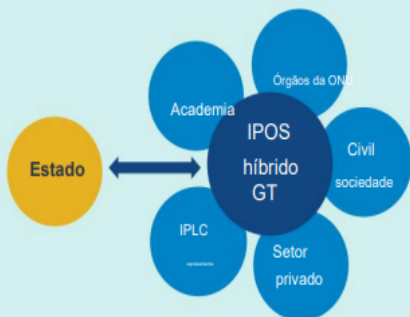 Órgãos da ONU
Academia
IPOS
híbrido
GT
Civil
sociedade
Estado
IPLC
Setor
privado